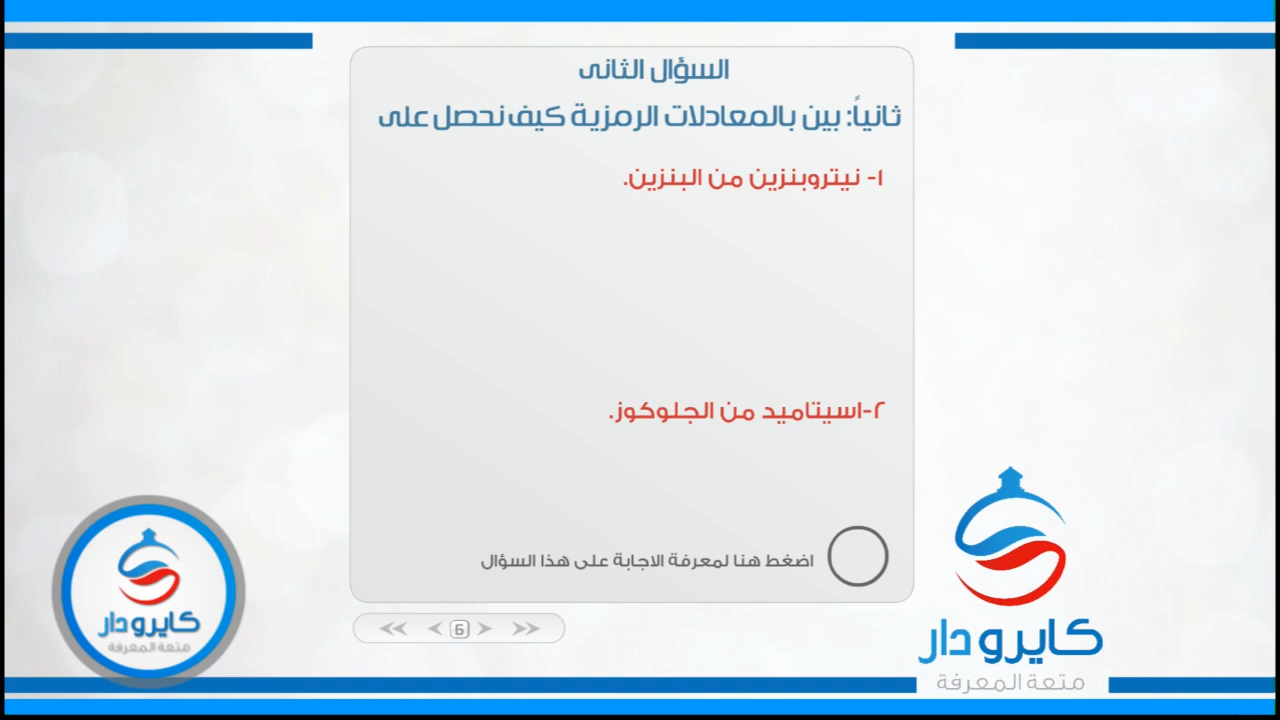 السؤال الثانى
ثانياً: بين بالمعادلات الرمزية كيف نحصل على
١- نيتروبنزين من البنزين.
٢-اسيتاميد من الجلوكوز.
اضغط هنا لمعرفة الاجابة على هذا السؤال
6
كايرو دار
متعة المعرفة
كايرو دار
متعة المعرفة